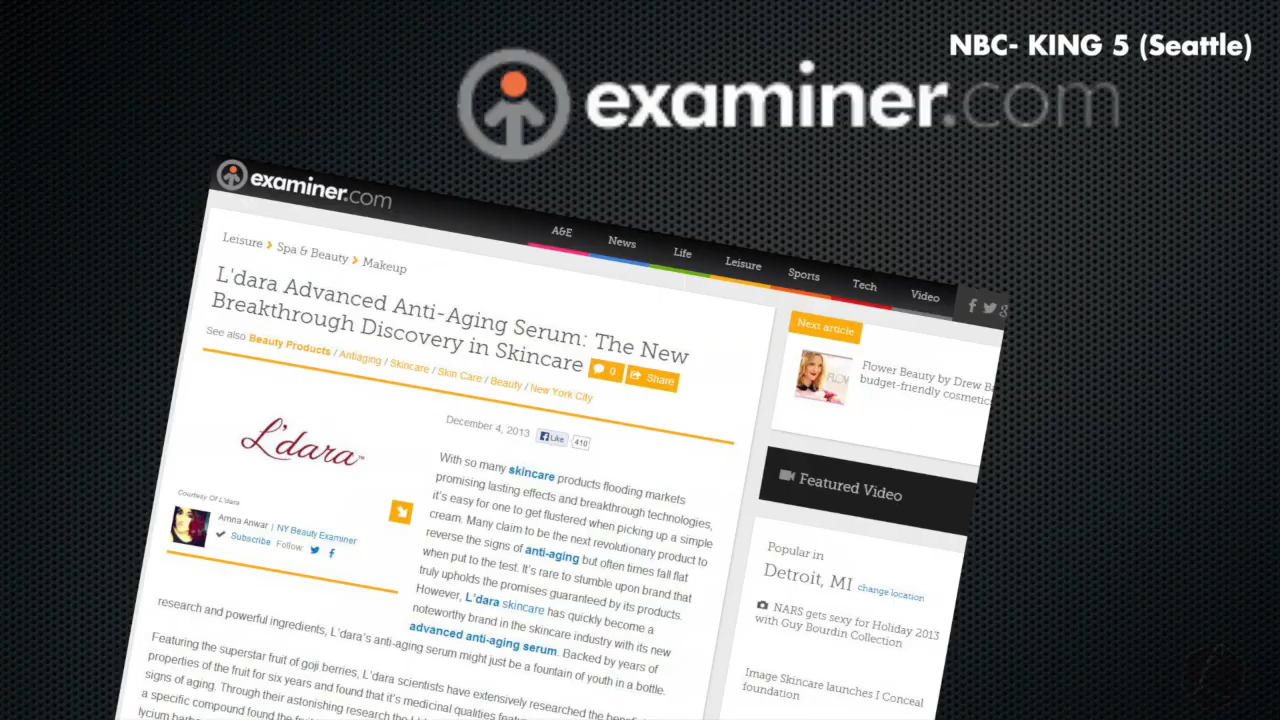 NBC- KING 5 (Seattle)
examiner.com
examiner.com
A&E News Life Leisure Sports Tech Video
Leisure > Spa & Beauty > Makeup
L'dara Advanced Anti-Aging Serum: The New
Breakthrough Discovery in Skincare 0 Share
See also Beauty Products / Antiaging / Skincare / Skin Care / Beauty / New York City
L'dara™
Courtesy Of L'dara
Amna Anwar | NY Beauty Examiner
Subscribe Follow:
December 4, 2013 Like 410
With so many skincare products flooding markets
promising lasting effects and breakthrough technologies,
it's easy for one to get flustered when picking up a simple
cream. Many claim to be the next revolutionary product to
reverse the signs of anti-aging but often times fall flat
when put to the test. It's rare to stumble upon brand that
truly upholds the promises guaranteed by its products.
However, L'dara skincare has quickly become a
noteworthy brand in the skincare industry with its new
advanced anti-aging serum. Backed by years of
research and powerful ingredients, L'dara's anti-aging serum might just be a fountain of youth in a bottle.
Featuring the superstar fruit of goji berries, L'dara scientists have extensively researched the
properties of the fruit for six years and found that it's medicinal qualities
signs of aging. Through their astonishing research the
a specific compound found the
lycium
Next article
Flower Beauty by Drew
budget-friendly
Featured Video
Popular in
Detroit, MI change location
NARS gets sexy for Holiday 2013
with Guy Bourdin Collection
Image Skincare launches I Conceal
foundation